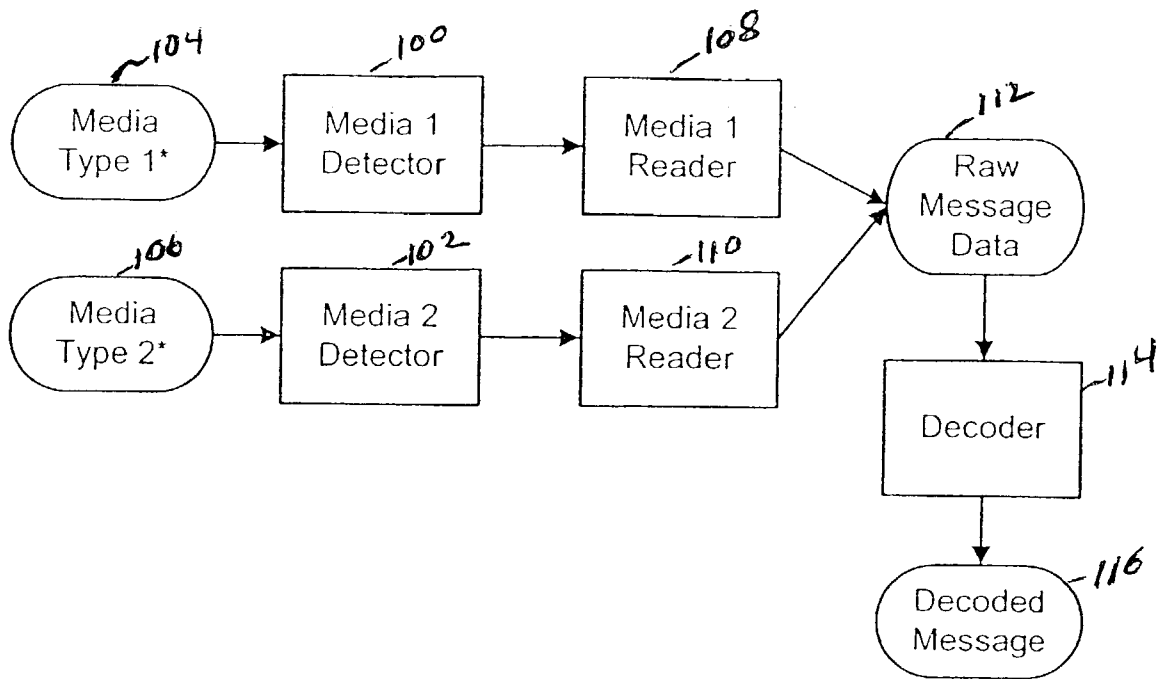 104
100
108
112
Media
Type 1*
Media 1
Detector
Media 1
Reader
Raw
Message
Data
106
102
110
Media
Type 2*
Media 2
Detector
Media 2
Reader
114
Decoder
116
Decoded
Message